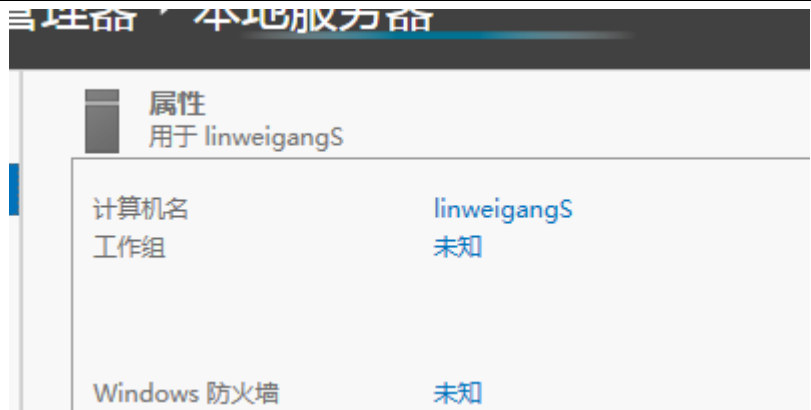 管理器 · 本地服务器
属性
用于 linweigangS
计算机名 linweigangS
工作组 未知
Windows 防火墙 未知